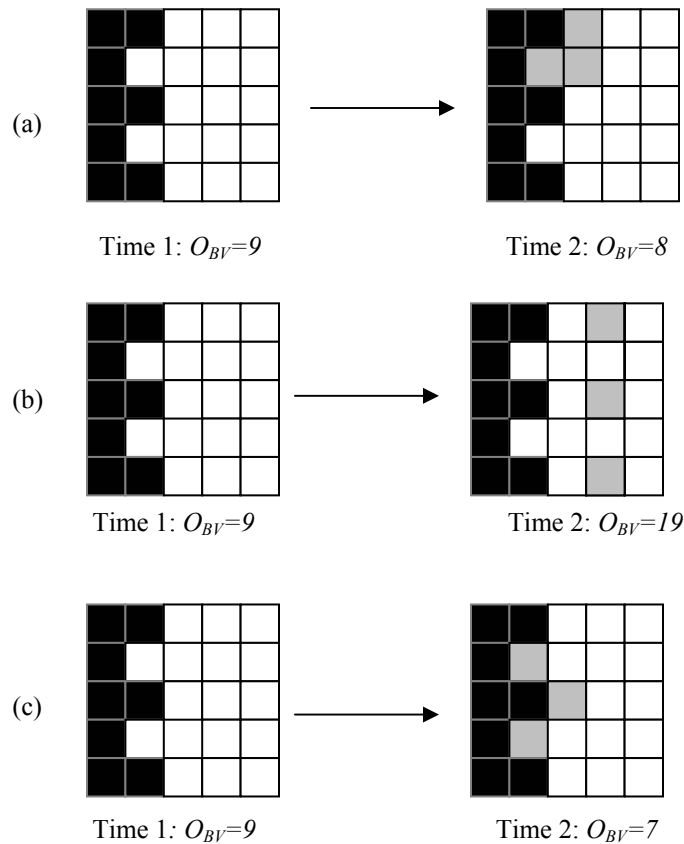 (a)
Time 1: O_BV=9 Time 2: O_BV=8
(b)
Time 1: O_BV=9 Time 2: O_BV=19
(c)
Time 1: O_BV=9 Time 2: O_BV=7